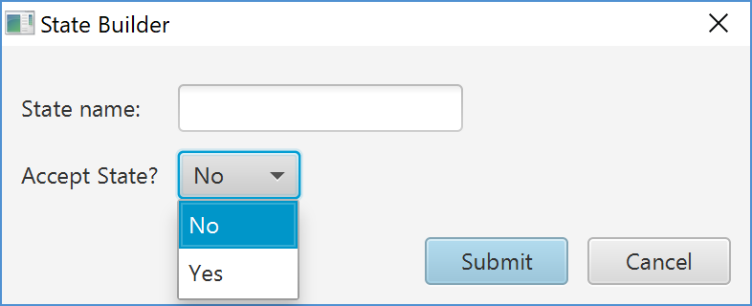 State Builder
State name:
Accept State? No
No
Yes
Submit Cancel